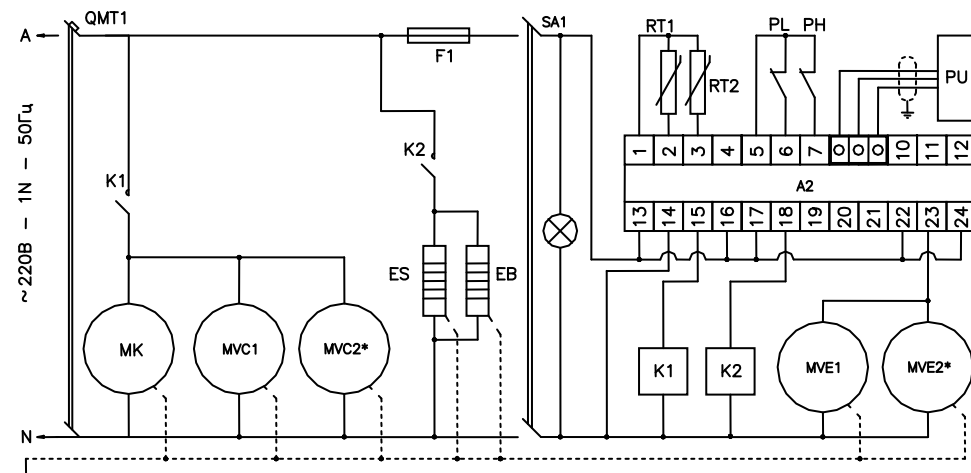 QMT1
SA1
A
F1
RT1
PL
PH
RT2
PU
~220В – 1N – 50Гц
K1
K2
1 2 3 4 5 6 7 10 11 12
A2
13 14 15 16 17 18 19 20 21 22 23 24
ES
EB
MK
MVC1
MVC2*
K1
K2
MVE1
MVE2*
N